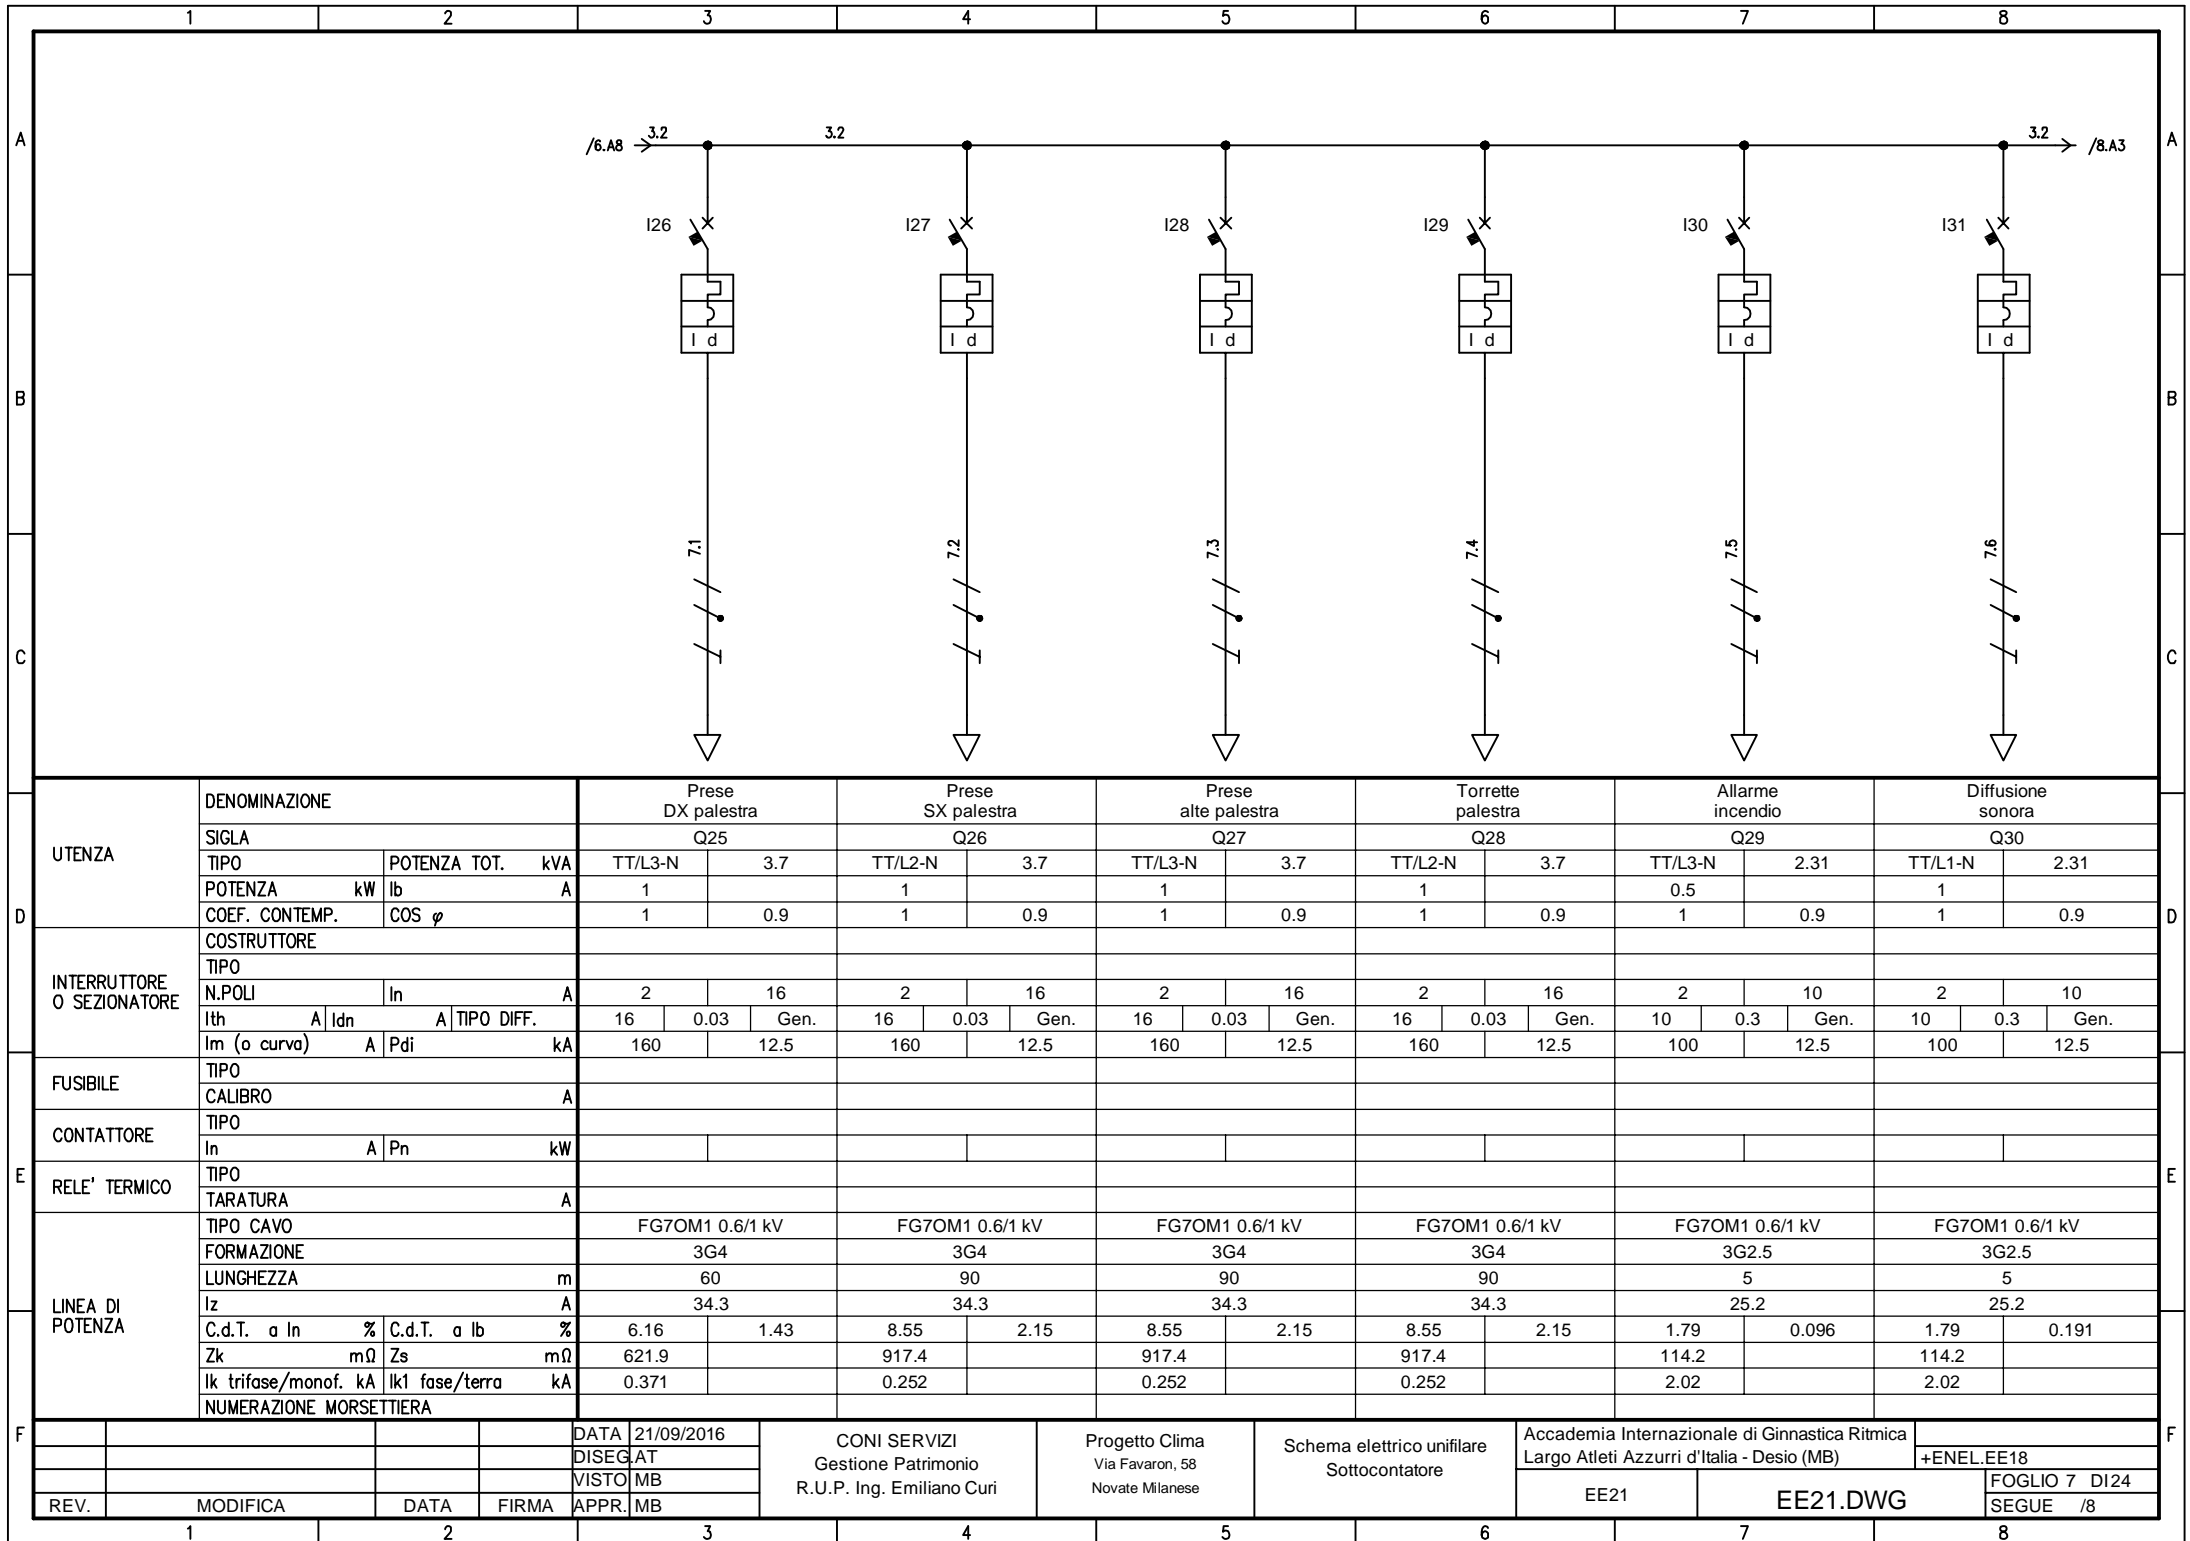 1 2 3 4 5 6 7 8
A A
B B
C C
D D
E E
F F
/6.A8 3.2 3.2 3.2 /8.A3
I26 I27 I28 I29 I30 I31
I d I d I d I d I d I d
7.1 7.2 7.3 7.4 7.5 7.6
UTENZA
DENOMINAZIONE Prese DX palestra Prese SX palestra Prese alte palestra Torrette palestra Allarme incendio Diffusione sonora
SIGLA Q25 Q26 Q27 Q28 Q29 Q30
TIPO POTENZA TOT. kVA TT/L3-N 3.7 TT/L2-N 3.7 TT/L3-N 3.7 TT/L2-N 3.7 TT/L3-N 2.31 TT/L1-N 2.31
POTENZA kW Ib A 1 1 1 1 0.5 1
COEF. CONTEMP. COS φ 1 0.9 1 0.9 1 0.9 1 0.9 1 0.9 1 0.9
INTERRUTTORE
O SEZIONATORE
COSTRUTTORE
TIPO
N.POLI In A 2 16 2 16 2 16 2 16 2 10 2 10
Ith A Idn A TIPO DIFF. 16 0.03 Gen. 16 0.03 Gen. 16 0.03 Gen. 16 0.03 Gen. 10 0.3 Gen. 10 0.3 Gen.
Im (o curva) A Pdi kA 160 12.5 160 12.5 160 12.5 160 12.5 100 12.5 100 12.5
FUSIBILE
TIPO
CALIBRO A
CONTATTORE
TIPO
In A Pn kW
RELE' TERMICO
TIPO
TARATURA A
LINEA DI
POTENZA
TIPO CAVO FG7OM1 0.6/1 kV FG7OM1 0.6/1 kV FG7OM1 0.6/1 kV FG7OM1 0.6/1 kV FG7OM1 0.6/1 kV FG7OM1 0.6/1 kV
FORMAZIONE 3G4 3G4 3G4 3G4 3G2.5 3G2.5
LUNGHEZZA m 60 90 90 90 5 5
Iz A 34.3 34.3 34.3 34.3 25.2 25.2
C.d.T. a In % C.d.T. a Ib % 6.16 1.43 8.55 2.15 8.55 2.15 8.55 2.15 1.79 0.096 1.79 0.191
Zk mΩ Zs mΩ 621.9 917.4 917.4 917.4 114.2 114.2
Ik trifase/monof. kA Ik1 fase/terra kA 0.371 0.252 0.252 0.252 2.02 2.02
NUMERAZIONE MORSETTIERA
REV. MODIFICA DATA FIRMA
DATA 21/09/2016
DISEG. AT
VISTO MB
APPR. MB
CONI SERVIZI
Gestione Patrimonio
R.U.P. Ing. Emiliano Curi
Progetto Clima
Via Favaron, 58
Novate Milanese
Schema elettrico unifilare
Sottocontatore
Accademia Internazionale di Ginnastica Ritmica
Largo Atleti Azzurri d'Italia - Desio (MB)
+ENEL.EE18
EE21
EE21.DWG
FOGLIO 7 DI 24
SEGUE /8
1 2 3 4 5 6 7 8